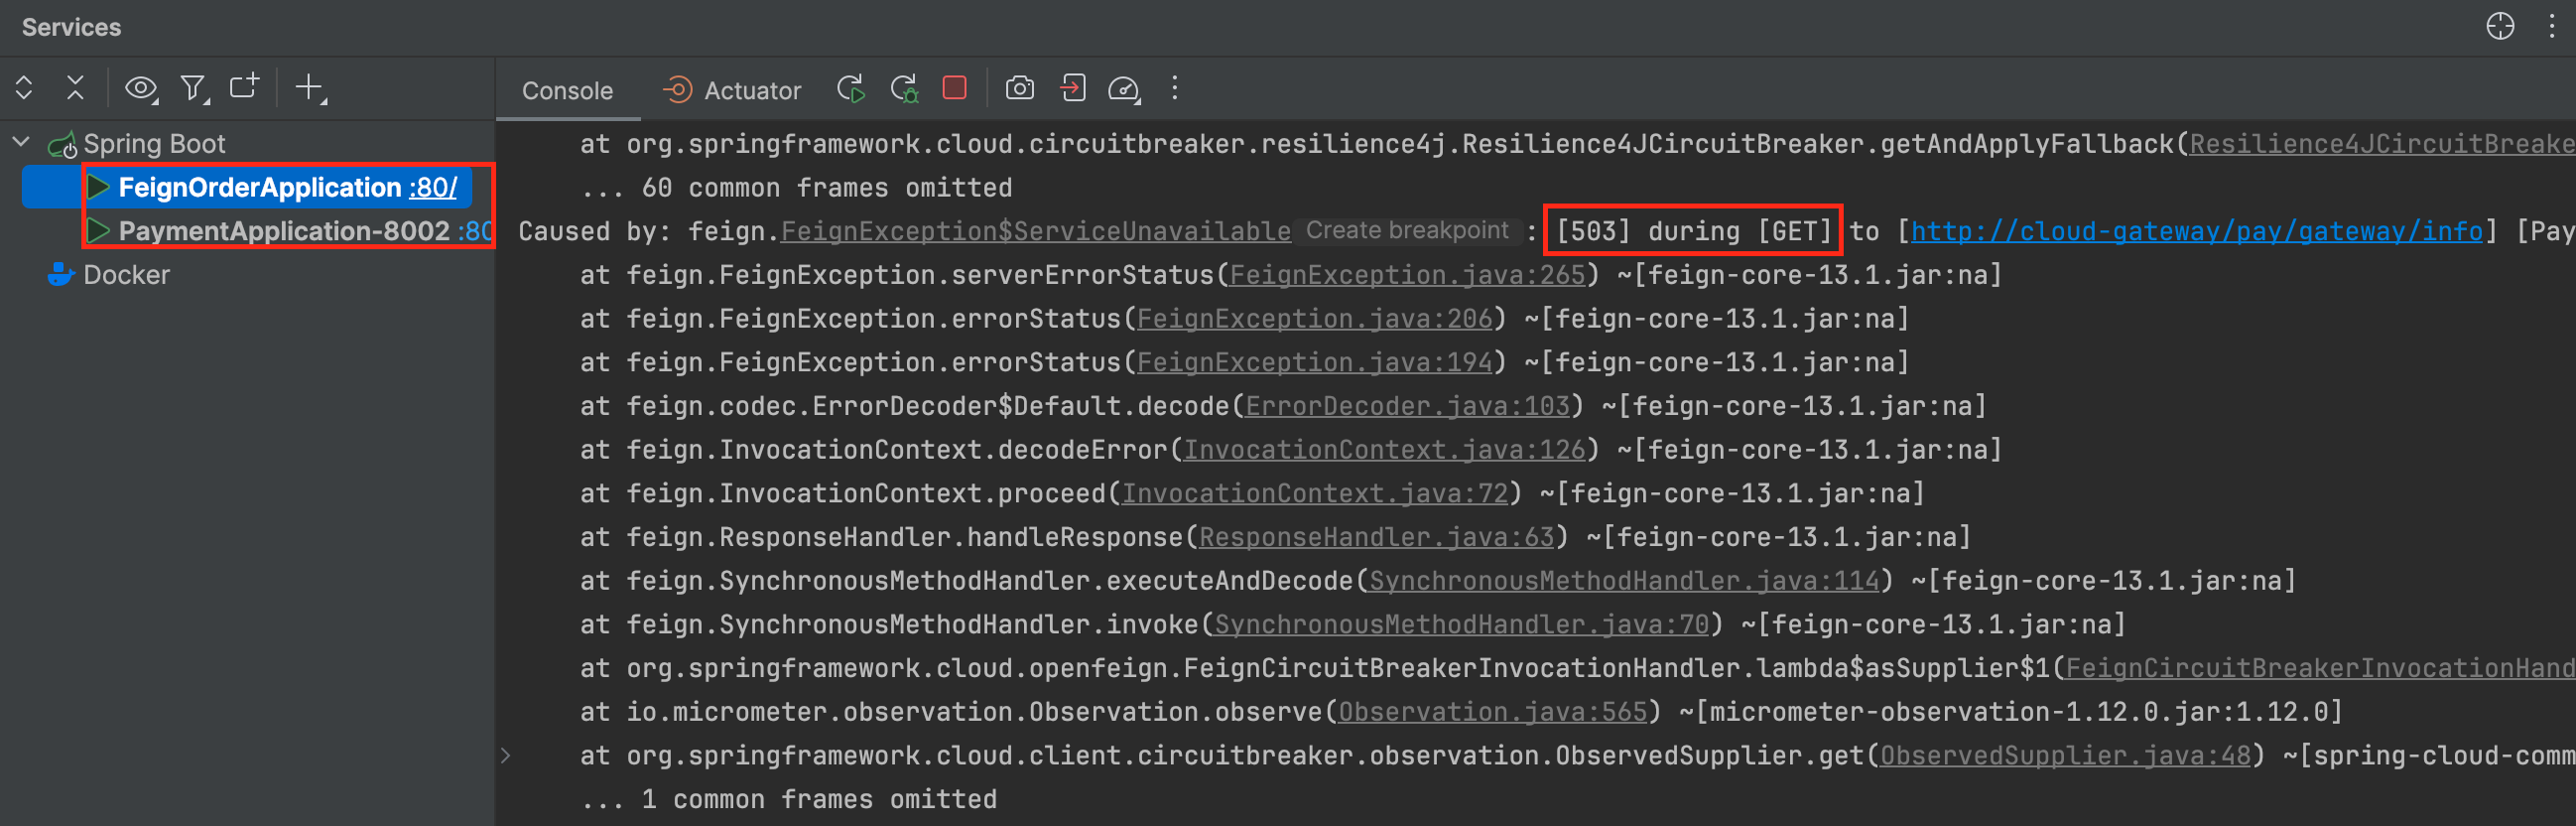 Services
Console Actuator
Spring Boot
FeignOrderApplication :80/
PaymentApplication-8002 :80
Docker
at org.springframework.cloud.circuitbreaker.resilience4j.Resilience4JCircuitBreaker.getAndApplyFallback(Resilience4JCircuitBreake
... 60 common frames omitted
Caused by: feign.FeignException$ServiceUnavailable Create breakpoint : [503] during [GET] to [http://cloud-gateway/pay/gateway/info] [Pay
at feign.FeignException.serverErrorStatus(FeignException.java:265) ~[feign-core-13.1.jar:na]
at feign.FeignException.errorStatus(FeignException.java:206) ~[feign-core-13.1.jar:na]
at feign.FeignException.errorStatus(FeignException.java:194) ~[feign-core-13.1.jar:na]
at feign.codec.ErrorDecoder$Default.decode(ErrorDecoder.java:103) ~[feign-core-13.1.jar:na]
at feign.InvocationContext.decodeError(InvocationContext.java:126) ~[feign-core-13.1.jar:na]
at feign.InvocationContext.proceed(InvocationContext.java:72) ~[feign-core-13.1.jar:na]
at feign.ResponseHandler.handleResponse(ResponseHandler.java:63) ~[feign-core-13.1.jar:na]
at feign.SynchronousMethodHandler.executeAndDecode(SynchronousMethodHandler.java:114) ~[feign-core-13.1.jar:na]
at feign.SynchronousMethodHandler.invoke(SynchronousMethodHandler.java:70) ~[feign-core-13.1.jar:na]
at org.springframework.cloud.openfeign.FeignCircuitBreakerInvocationHandler.lambda$asSupplier$1(FeignCircuitBreakerInvocationHand
at io.micrometer.observation.Observation.observe(Observation.java:565) ~[micrometer-observation-1.12.0.jar:1.12.0]
at org.springframework.cloud.client.circuitbreaker.observation.ObservedSupplier.get(ObservedSupplier.java:48) ~[spring-cloud-comm
... 1 common frames omitted